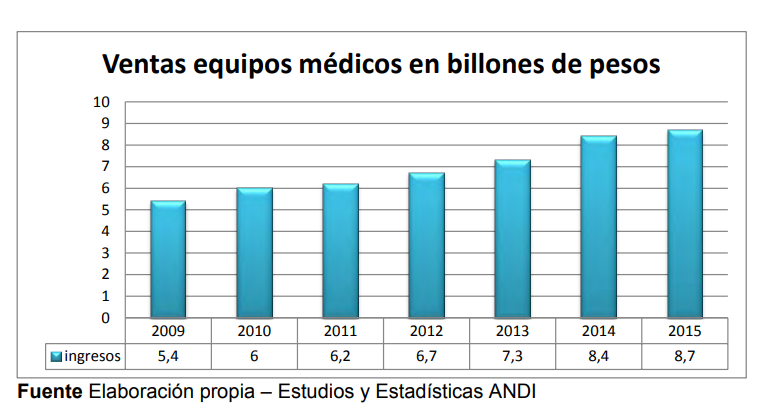 Ventas equipos médicos en billones de pesos
10
9
8
7
6
5
4
3
2
1
0
2009 2010 2011 2012 2013 2014 2015
ingresos 5,4 6 6,2 6,7 7,3 8,4 8,7
Fuente Elaboración propia – Estudios y Estadísticas ANDI